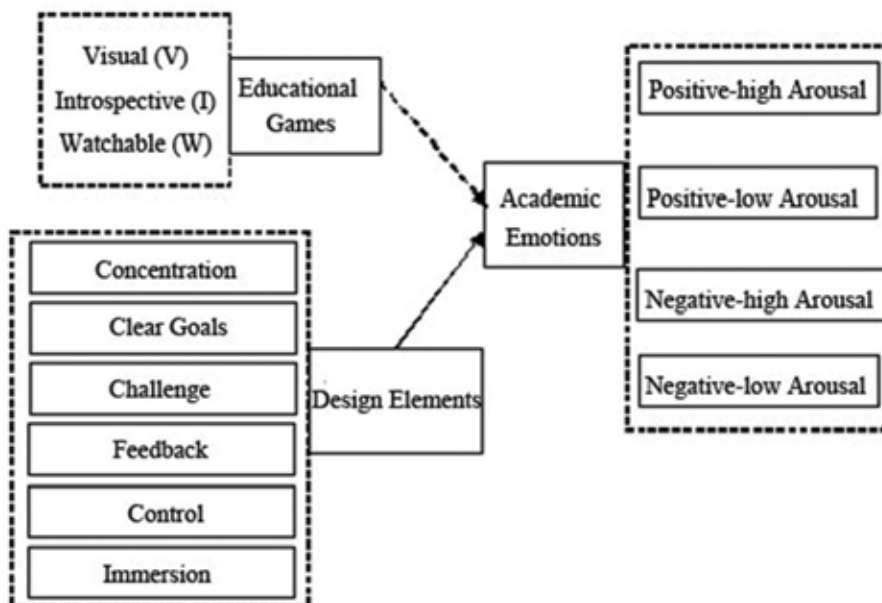 Visual (V)
Introspective (I)
Watchable (W)
Educational
Games
Academic
Emotions
Positive-high Arousal
Positive-low Arousal
Negative-high Arousal
Negative-low Arousal
Concentration
Clear Goals
Challenge
Feedback
Control
Immersion
Design Elements